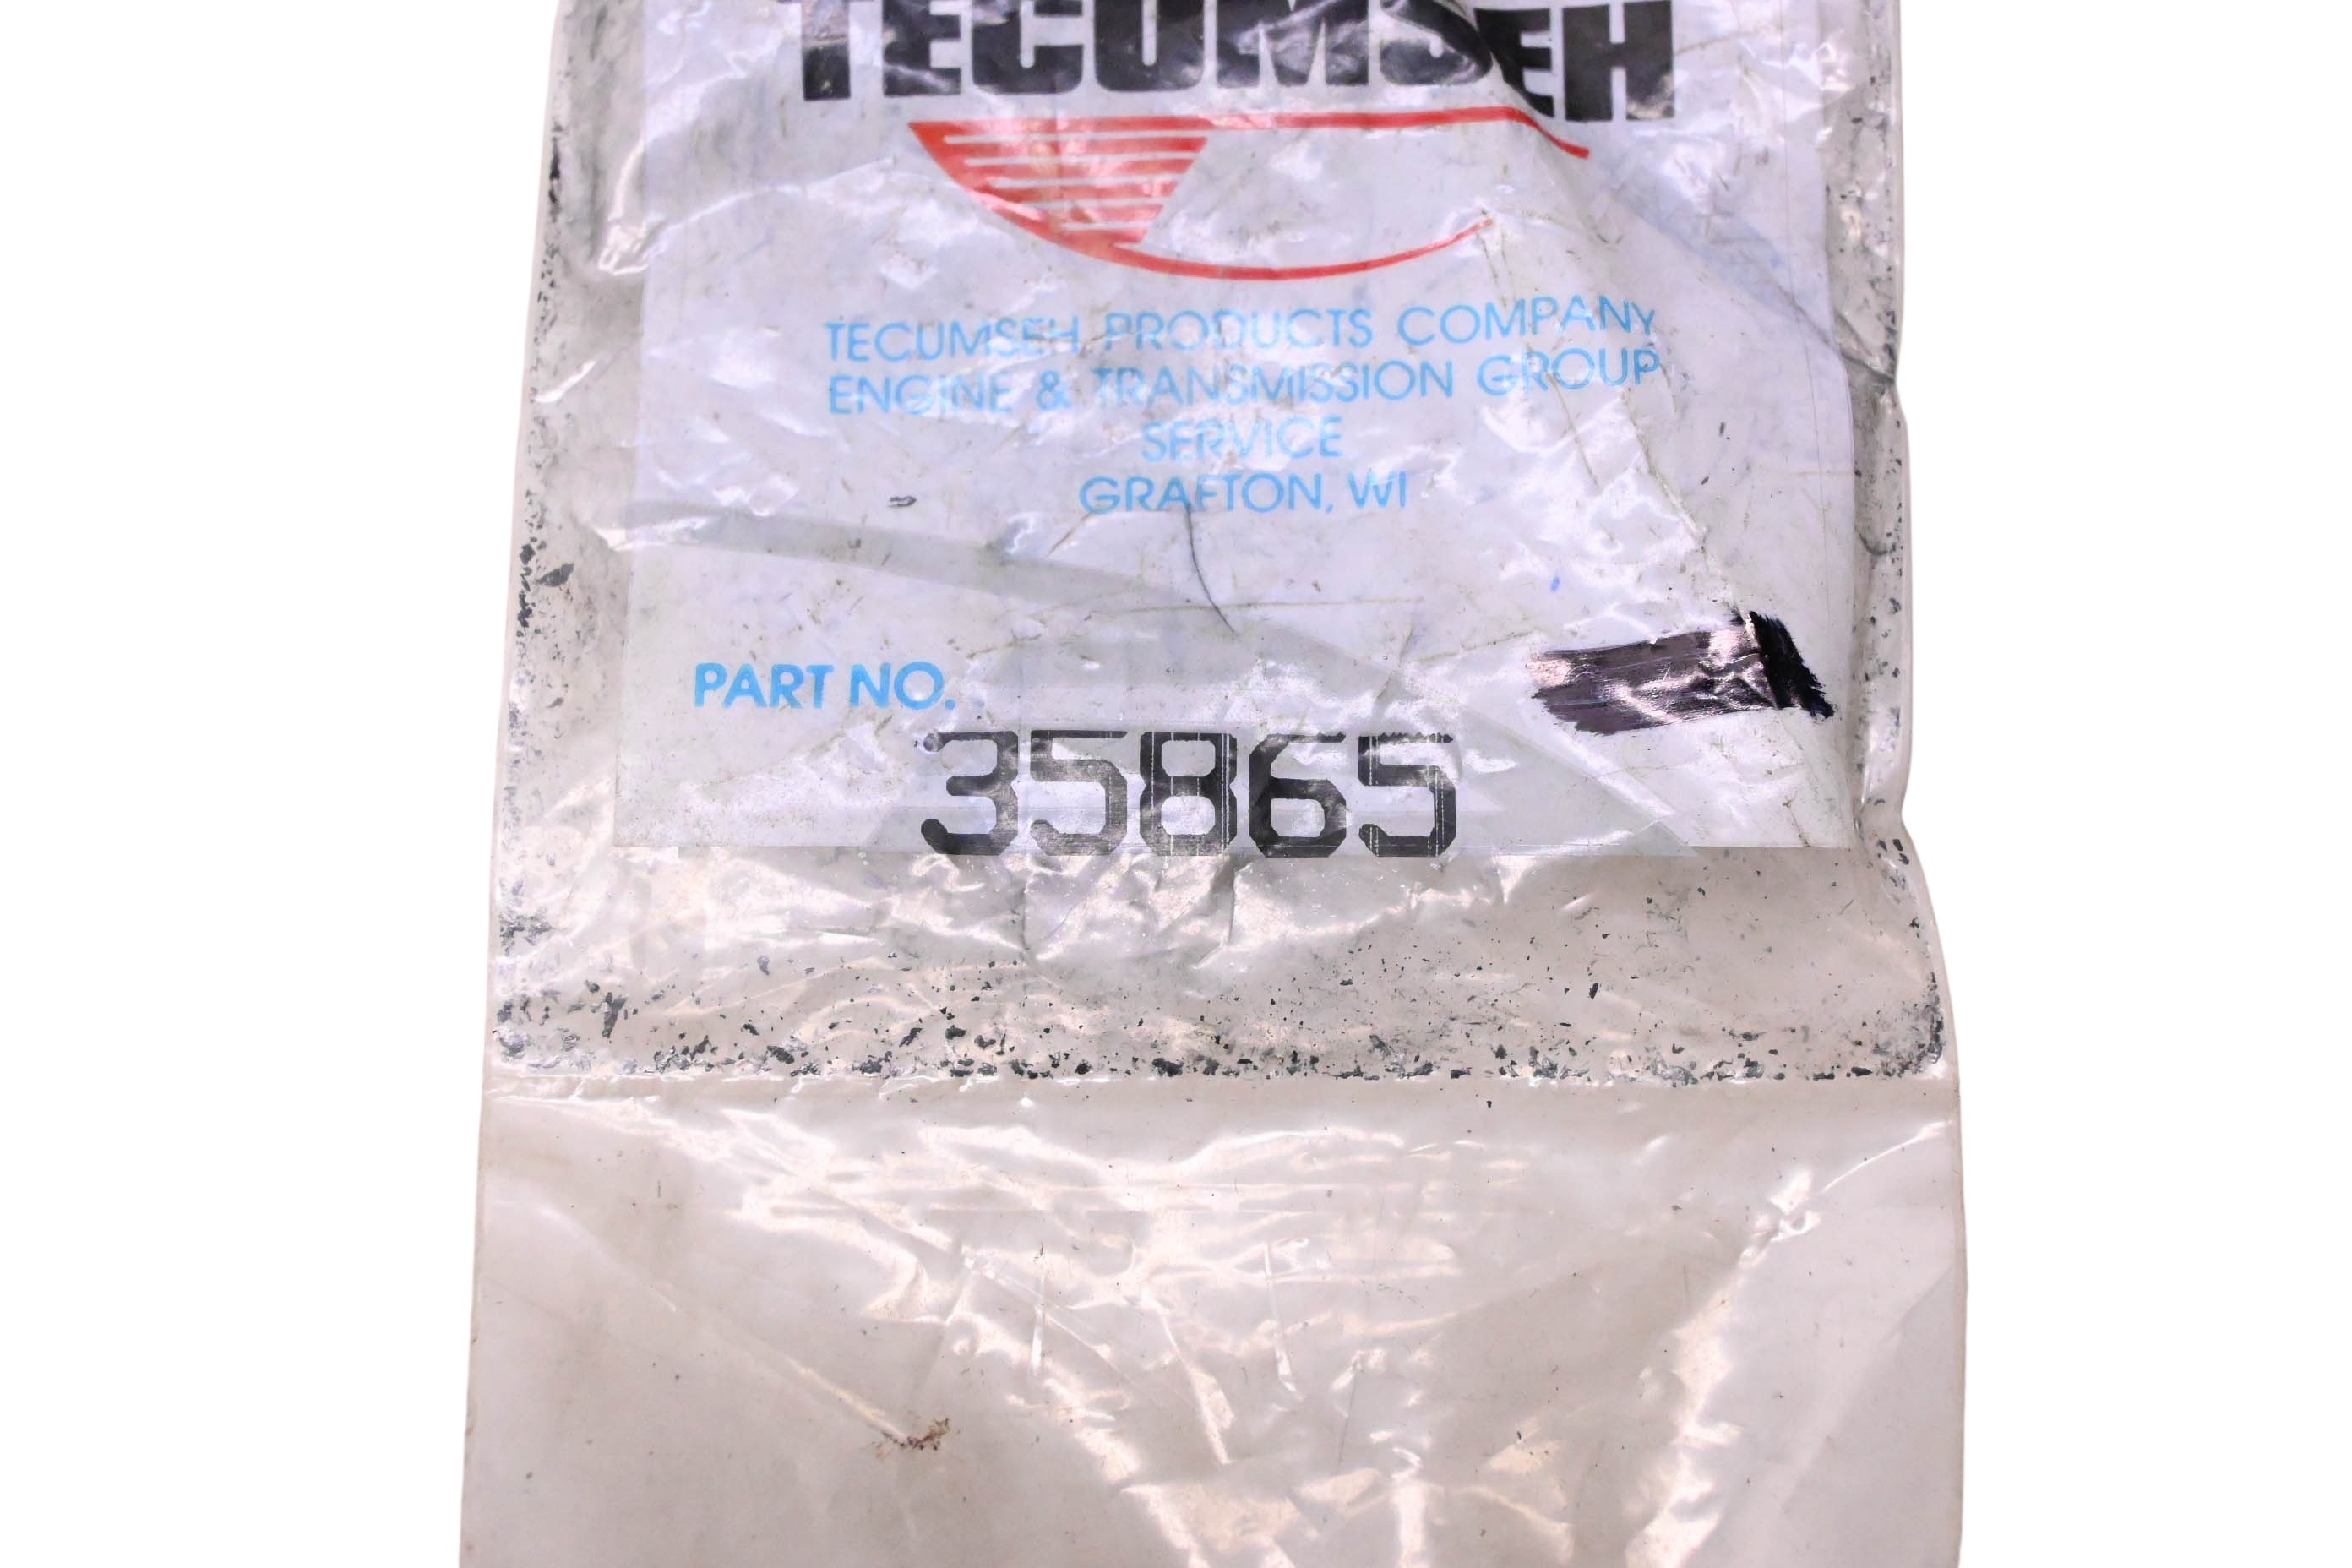 TECUMSEH
TECUMSEH PRODUCTS COMPANY
ENGINE & TRANSMISSION GROUP
SERVICE
GRAFTON, WI
PART NO.
35865